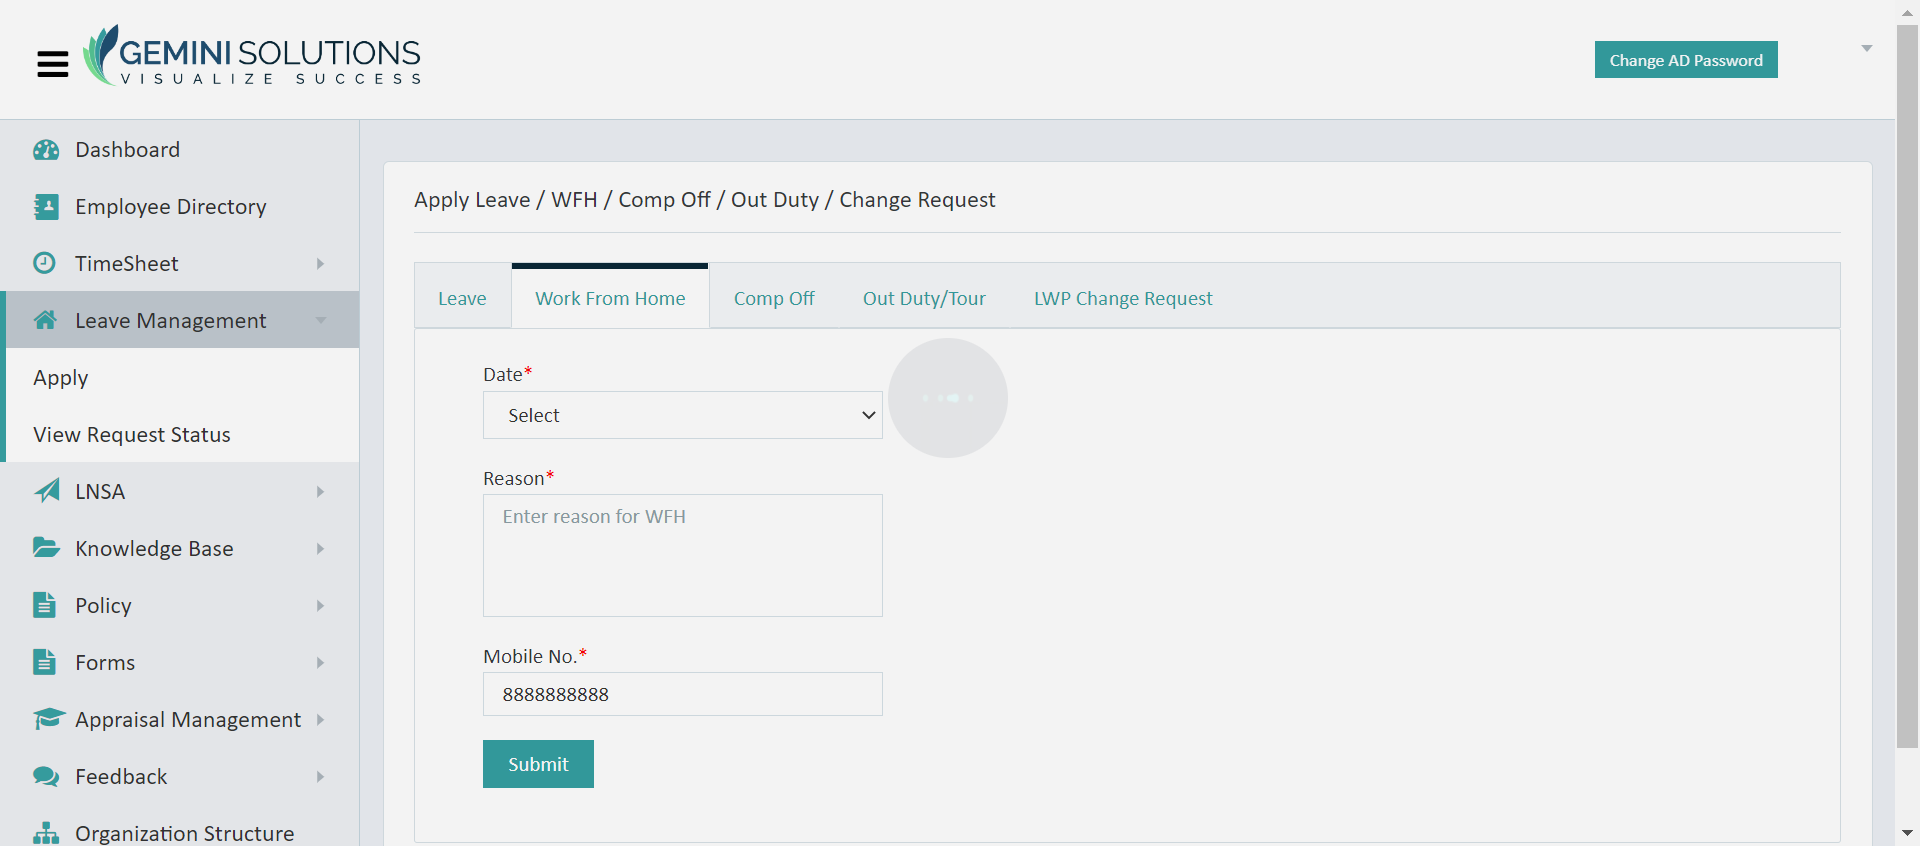 GEMINI SOLUTIONS
VISUALIZE SUCCESS
Change AD Password
Dashboard
Employee Directory
TimeSheet
Leave Management
Apply
View Request Status
LNSA
Knowledge Base
Policy
Forms
Appraisal Management
Feedback
Organization Structure
Apply Leave / WFH / Comp Off / Out Duty / Change Request
Leave Work From Home Comp Off Out Duty/Tour LWP Change Request
Date*
Select
Reason*
Enter reason for WFH
Mobile No.*
8888888888
Submit